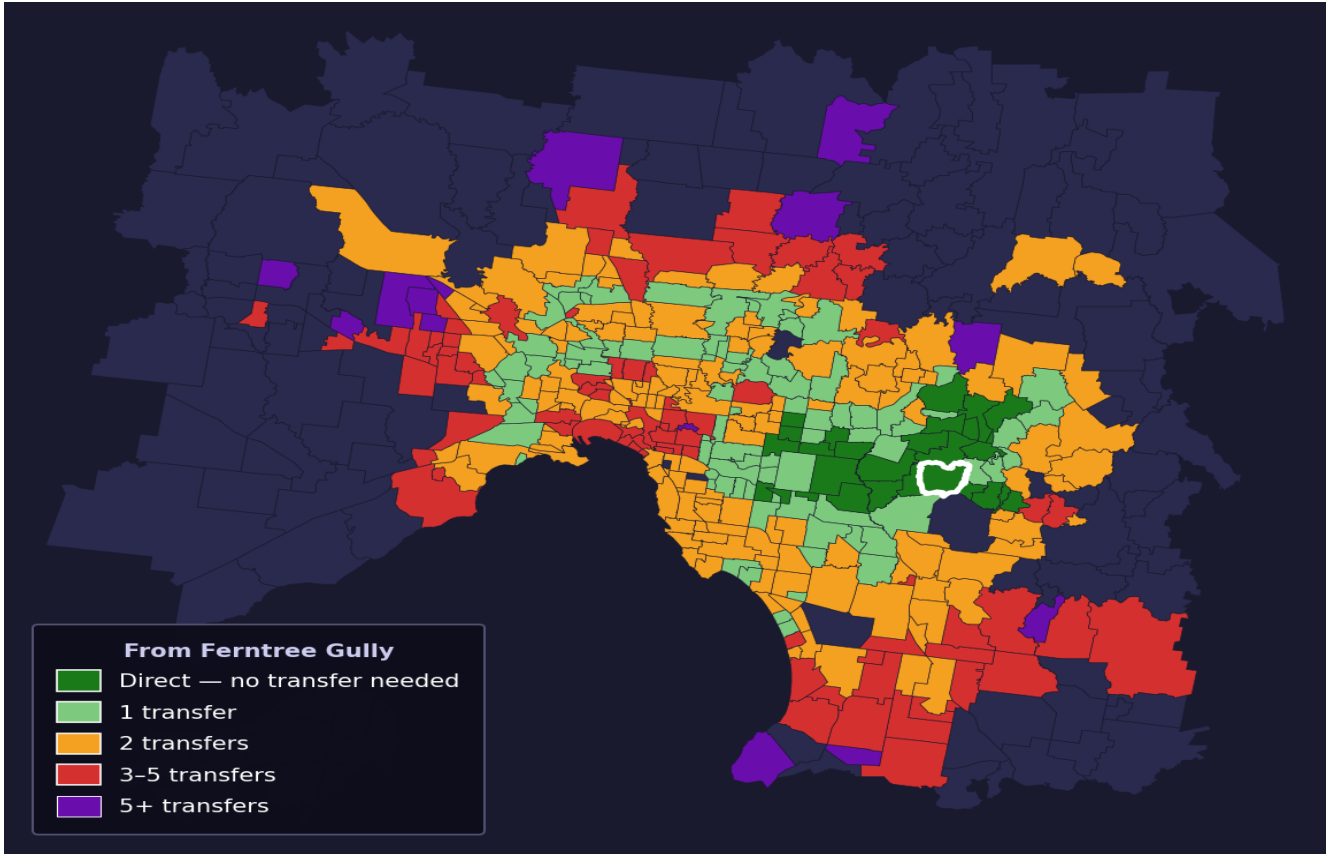 From Ferntree Gully
Direct — no transfer needed
1 transfer
2 transfers
3–5 transfers
5+ transfers